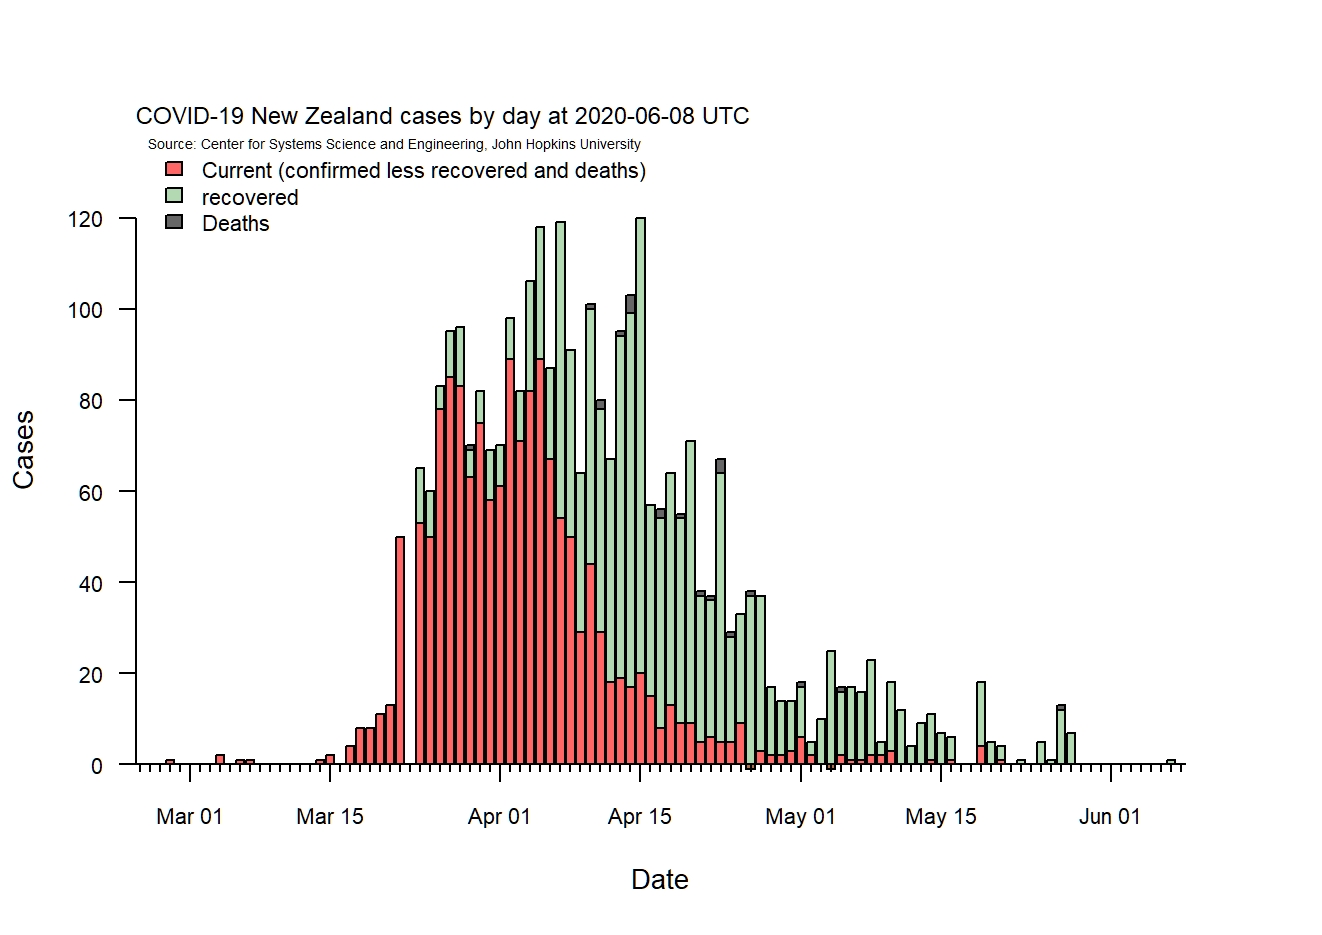 COVID-19 New Zealand cases by day at 2020-06-08 UTC
Source: Center for Systems Science and Engineering, John Hopkins University
Current (confirmed less recovered and deaths)
recovered
Deaths
120
100
80
60
40
20
0
Cases
Mar 01 Mar 15 Apr 01 Apr 15 May 01 May 15 Jun 01
Date